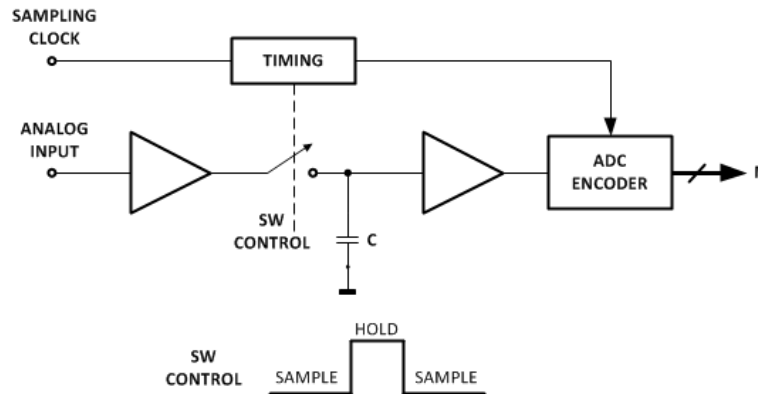 SAMPLING
CLOCK
TIMING
ANALOG
INPUT
ADC
ENCODER
SW
CONTROL
C
HOLD
SW
CONTROL
SAMPLE
SAMPLE